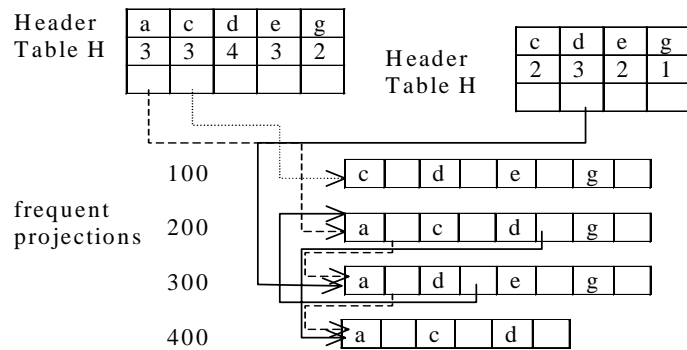 Header Table H
a c d e g
3 3 4 3 2
Header Table H
c d e g
2 3 2 1
100 c d e g
frequent projections
200 a c d g
300 a d e g
400 a c d